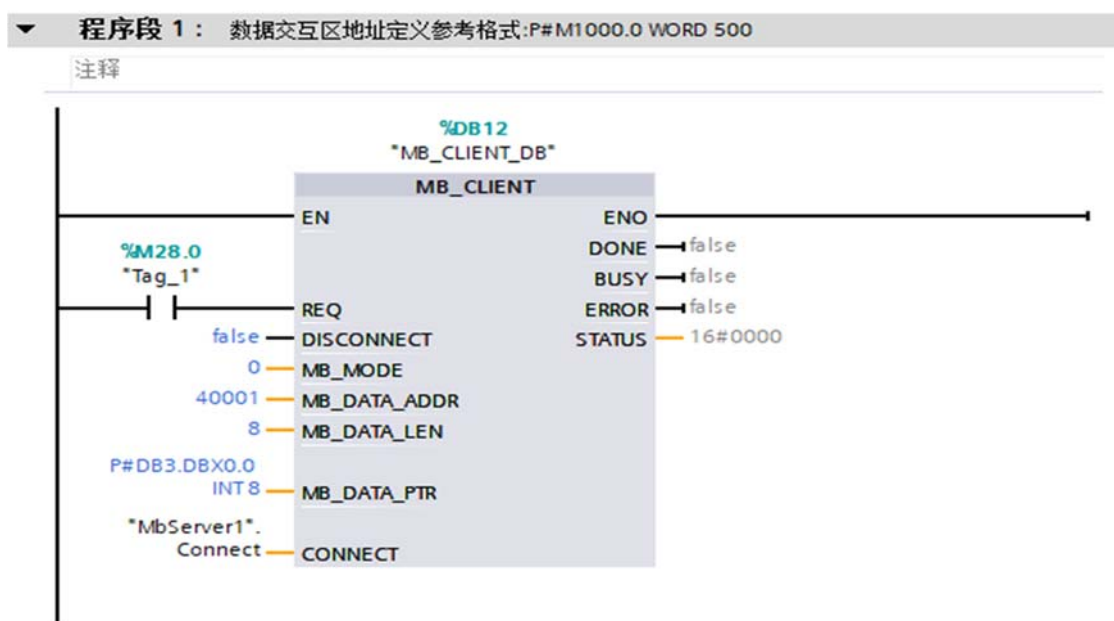 程序段 1： 数据交互区地址定义参考格式:P#M1000.0 WORD 500
注释
%DB12
"MB_CLIENT_DB"
MB_CLIENT
EN ENO
%M28.0
"Tag_1"
DONE false
BUSY false
REQ ERROR false
false DISCONNECT STATUS 16#0000
0 MB_MODE
40001 MB_DATA_ADDR
8 MB_DATA_LEN
P#DB3.DBX0.0
INT 8 MB_DATA_PTR
"MbServer1".
Connect CONNECT